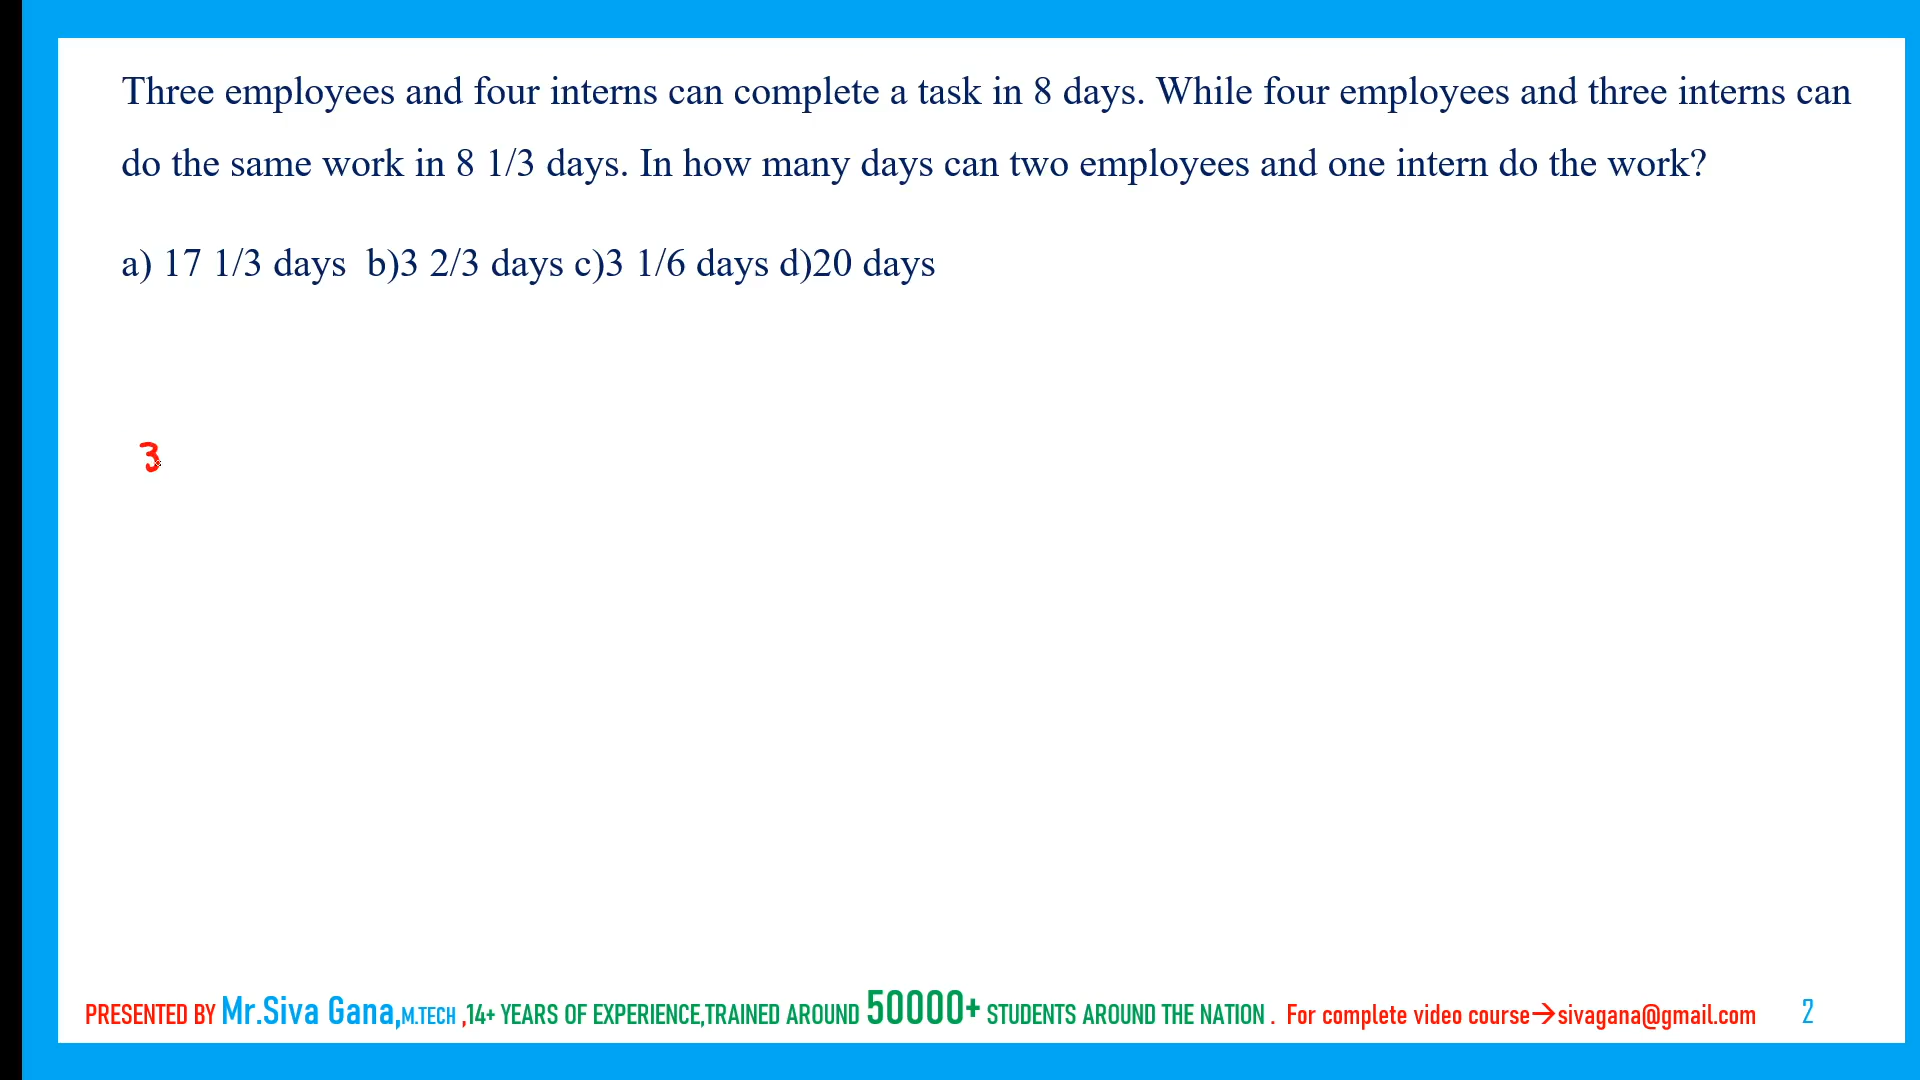 Three employees and four interns can complete a task in 8 days. While four employees and three interns can
do the same work in 8 1/3 days. In how many days can two employees and one intern do the work?
a) 17 1/3 days b)3 2/3 days c)3 1/6 days d)20 days
3
PRESENTED BY Mr.Siva Gana,M.TECH ,14+ YEARS OF EXPERIENCE,TRAINED AROUND 50000+ STUDENTS AROUND THE NATION . For complete video course→sivagana@gmail.com 2